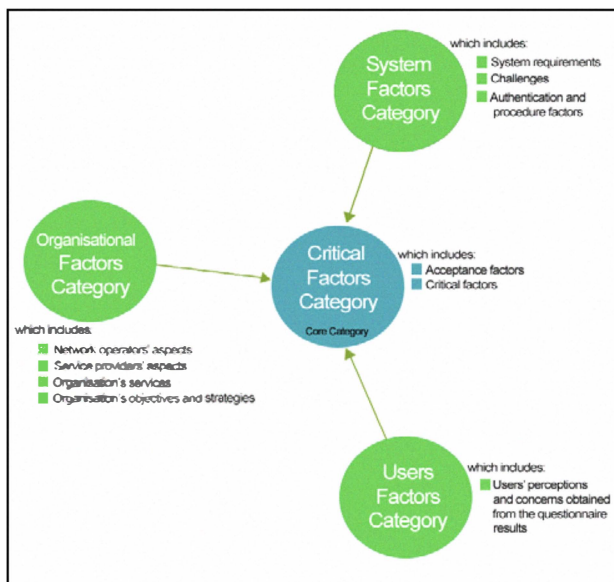 System
Factors
Category
which includes:
System requirements
Challenges
Authentication and
procedure factors
Organisational
Factors
Category
which includes:
Network operators' aspects
Service providers' aspects
Organisation's services
Organisation's objectives and strategies
Critical
Factors
Category
Core Category
which includes:
Acceptance factors
Critical factors
Users
Factors
Category
which includes:
Users' perceptions
and concerns obtained
from the questionnaire
results